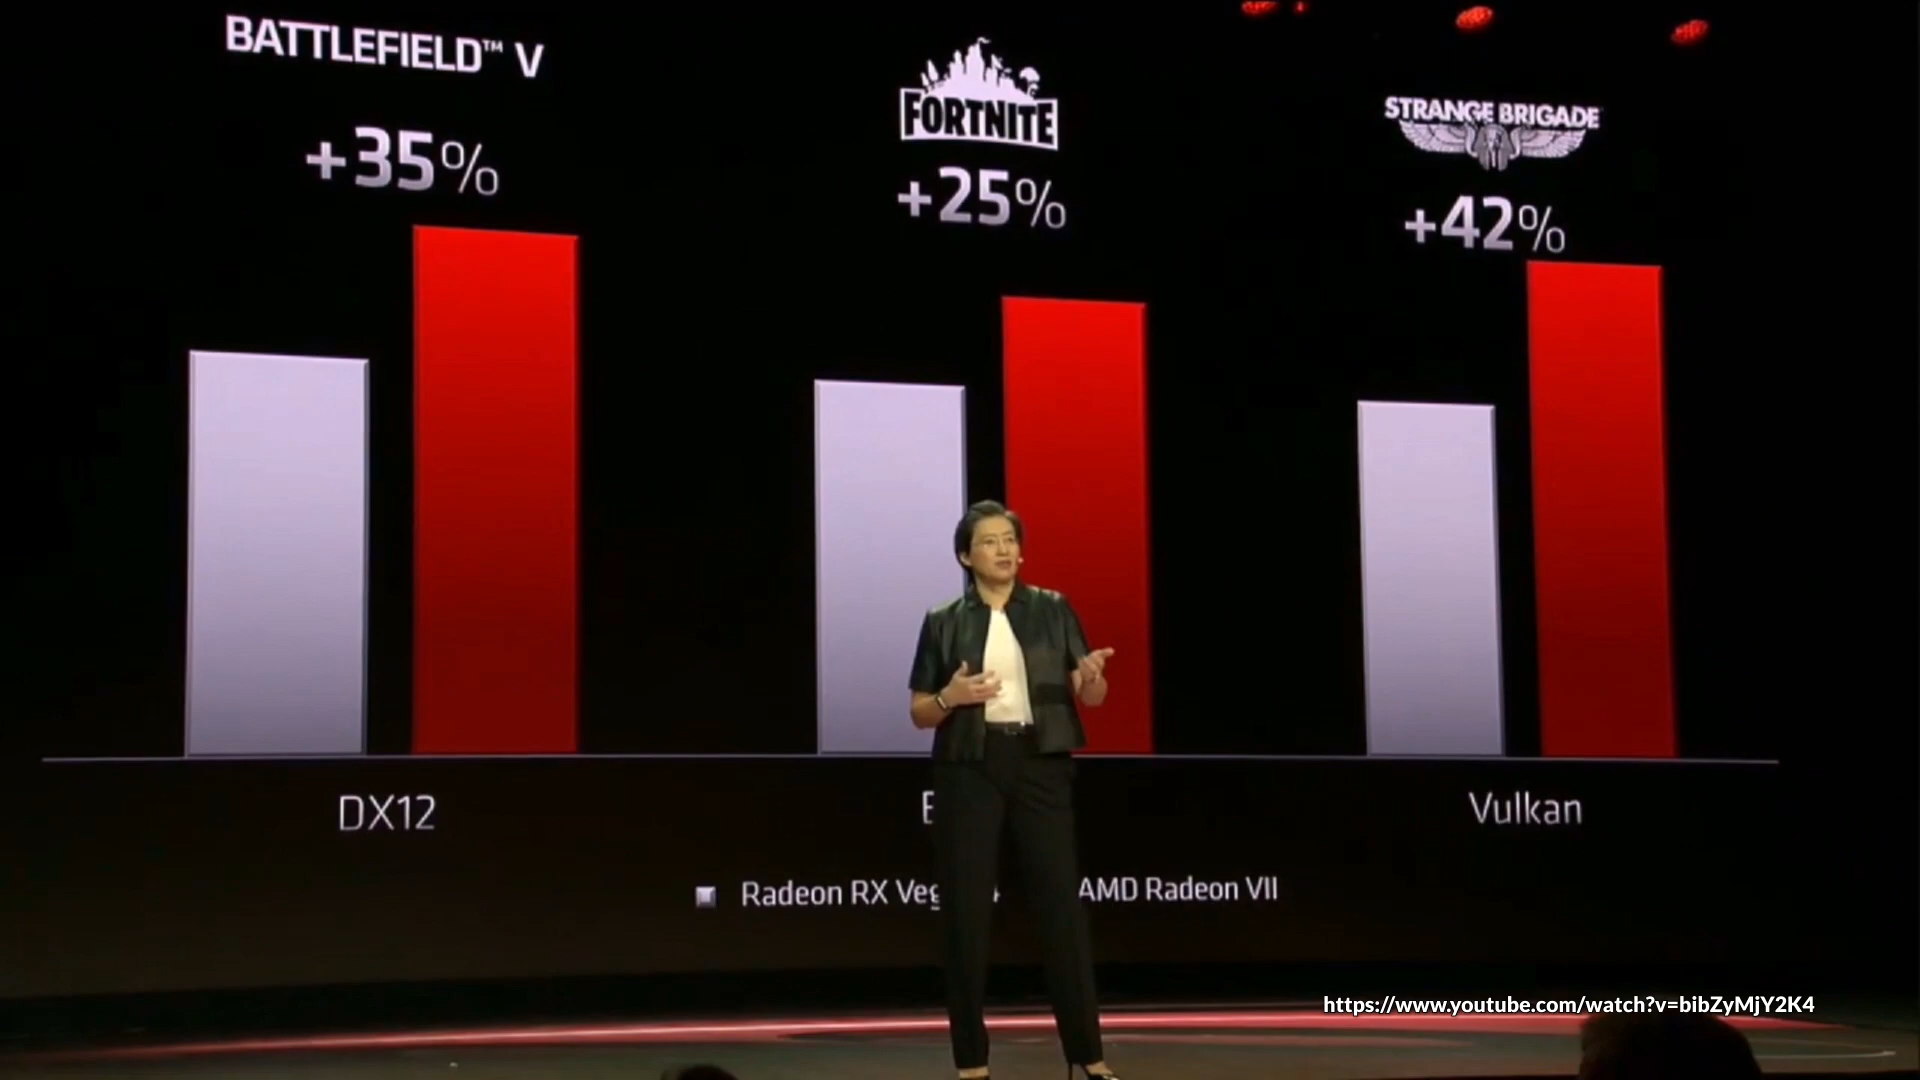 BATTLEFIELD™ V
+35%
FORTNITE
+25%
STRANGE BRIGADE
+42%
DX12
Vulkan
Radeon RX
AMD Radeon VII
https://www.youtube.com/watch?v=bibZyMjY2K4